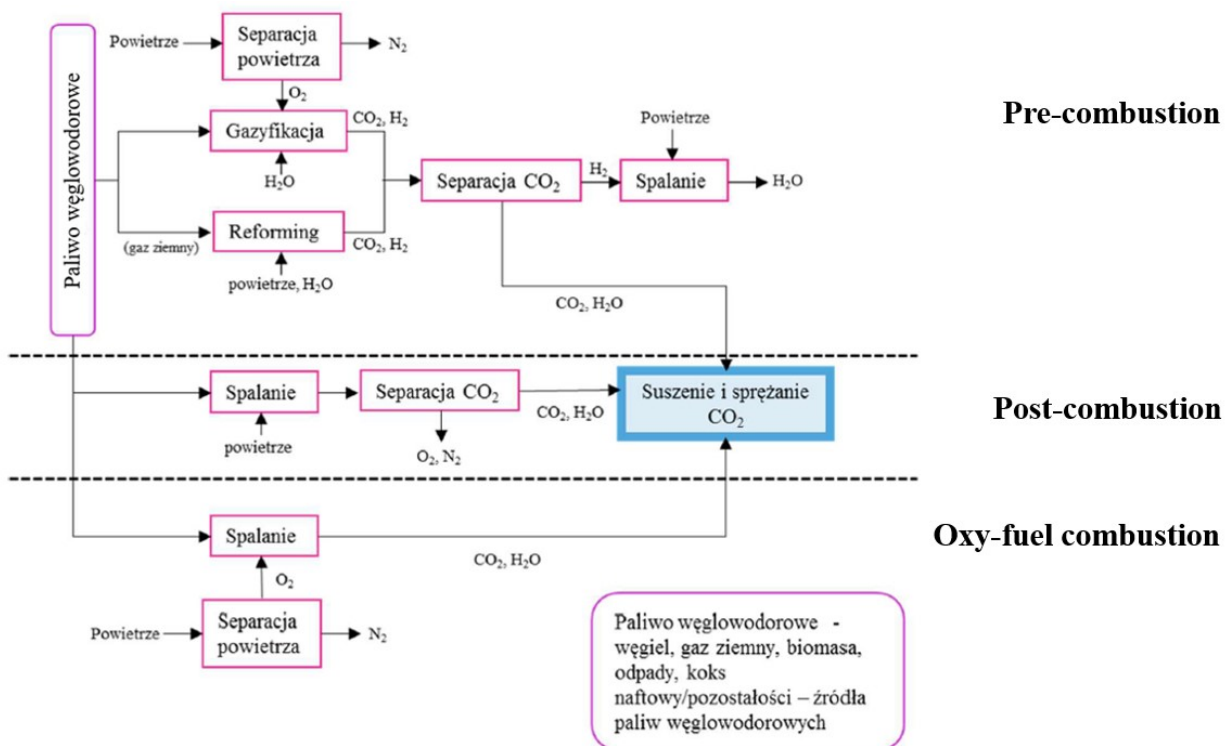 Paliwo węglowodorowe
Powietrze
Separacja
powietrza
N₂
O₂
Gazyfikacja
CO₂, H₂
H₂O
(gaz ziemny)
Reforming
CO₂, H₂
powietrze, H₂O
Separacja CO₂
H₂
Powietrze
Spalanie
H₂O
CO₂, H₂O
Pre-combustion
Spalanie
powietrze
Separacja CO₂
O₂, N₂
CO₂, H₂O
Suszenie i sprężanie
CO₂
Post-combustion
Spalanie
CO₂, H₂O
O₂
Powietrze
Separacja
powietrza
N₂
Oxy-fuel combustion
Paliwo węglowodorowe -
węgiel, gaz ziemny, biomasa,
odpady, koks
naftowy/pozostałości – źródła
paliw węglowodorowych